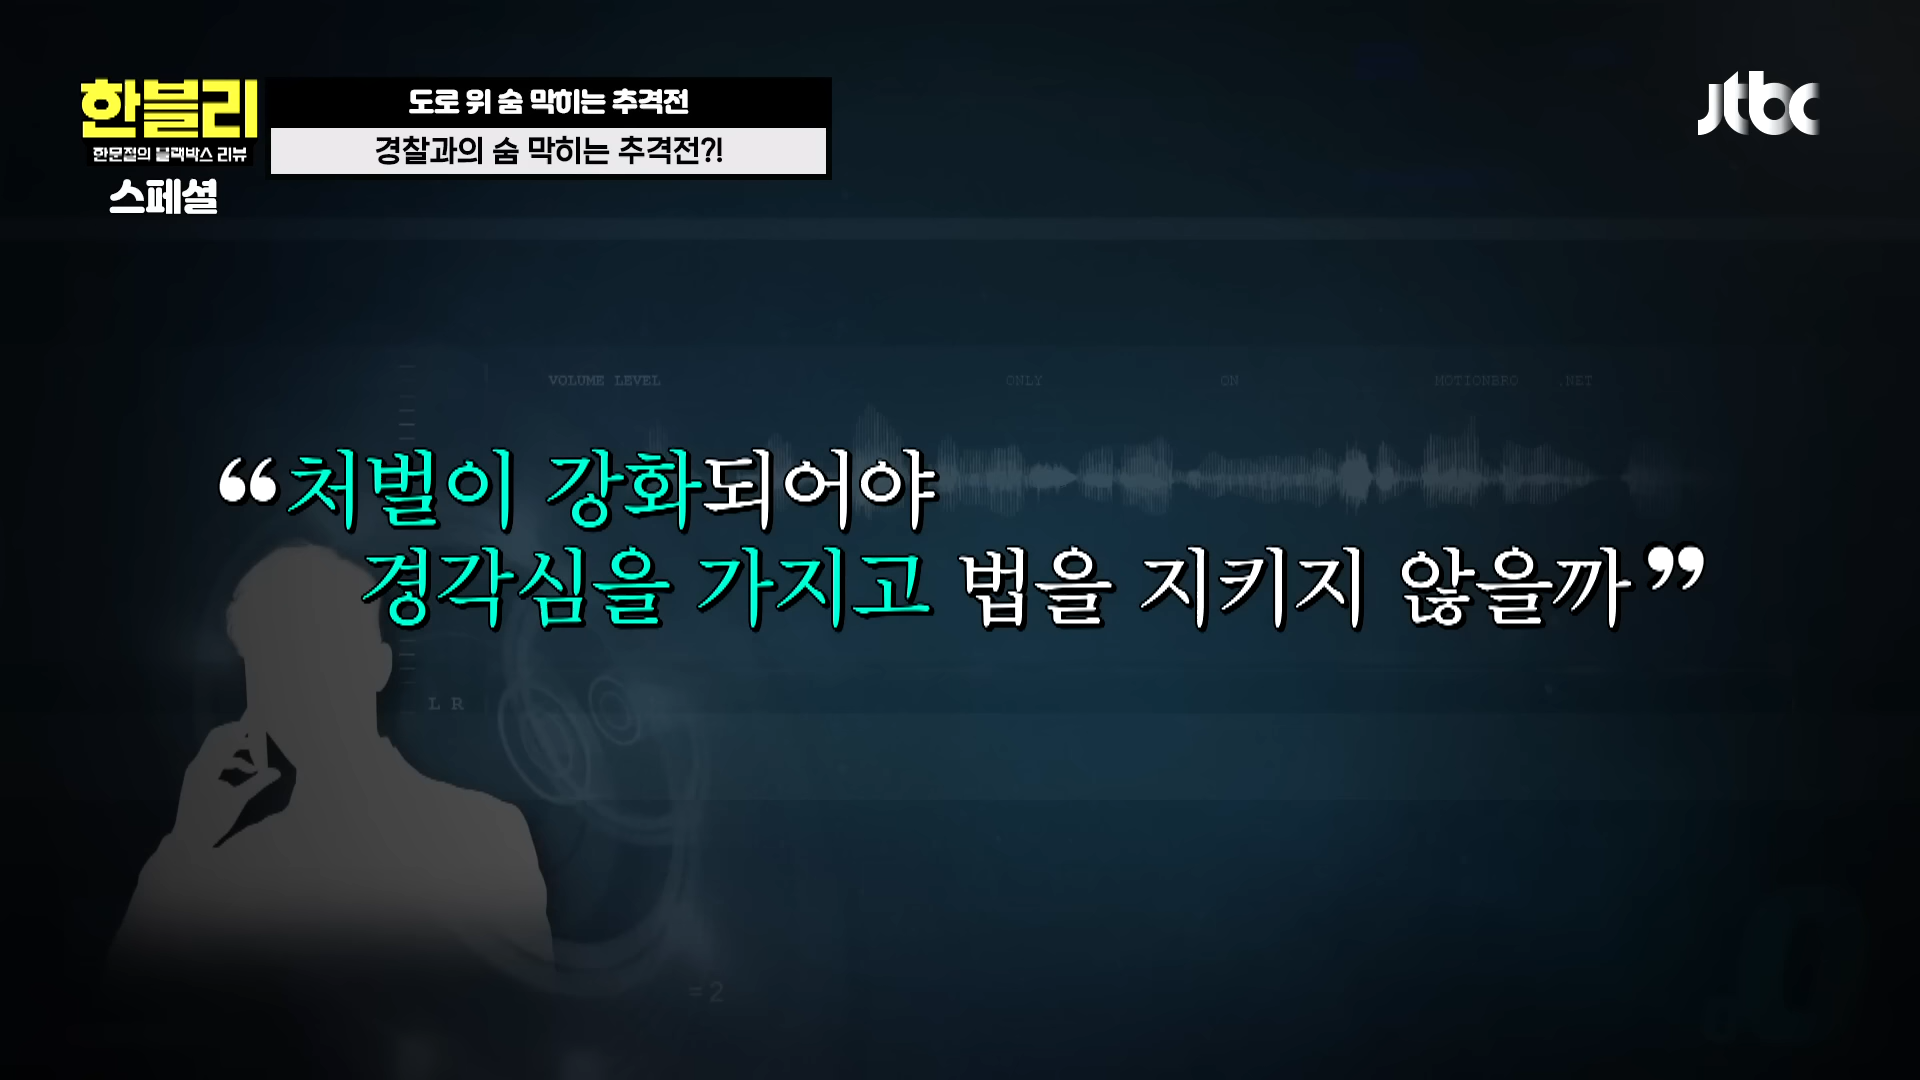 한블리
한문철의 블랙박스 리뷰
스페셜
도로 위 숨 막히는 추격전
경찰과의 숨 막히는 추격전?!
jtbc
VOLUME LEVEL ONLY ON MOTIONBRO .NET
“처벌이 강화되어야
경각심을 가지고 법을 지키지 않을까”
L R
=2